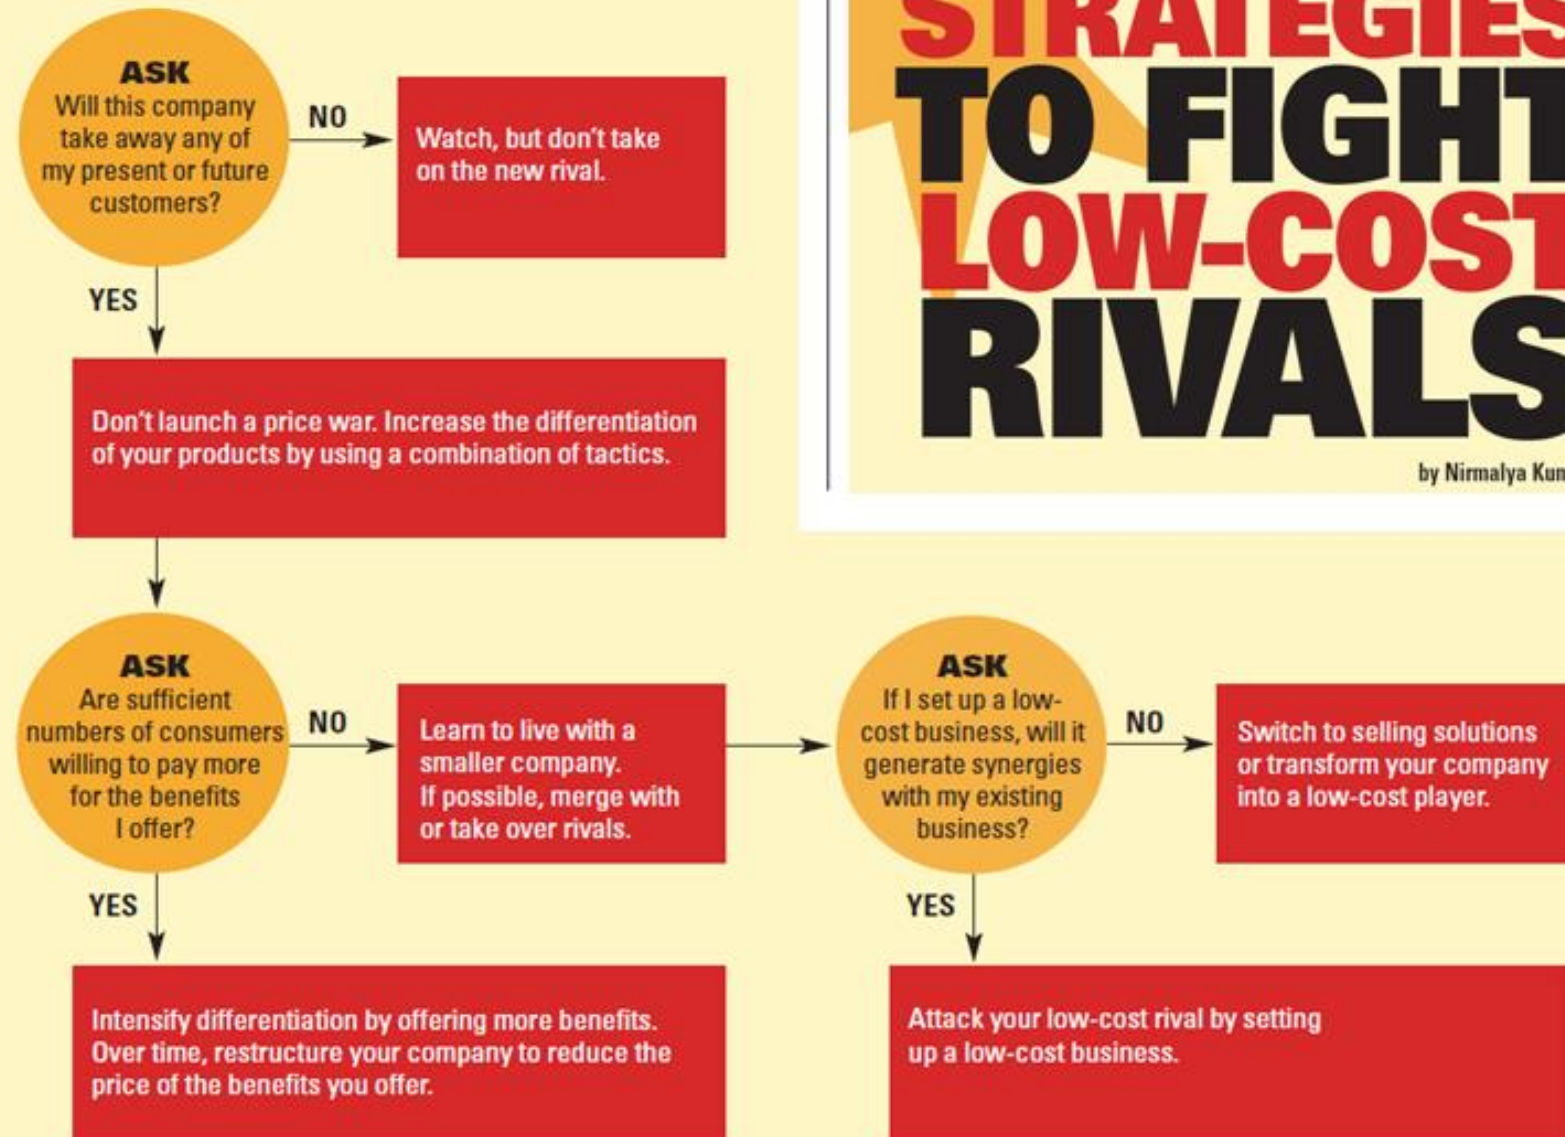 STRATEGIES
TO FIGHT
LOW-COST
RIVALS
by Nirmalya
ASK
Will this company
take away any of
my present or future
customers?
NO
Watch, but don't take
on the new rival.
YES
Don't launch a price war. Increase the differentiation
of your products by using a combination of tactics.
ASK
Are sufficient
numbers of consumers
willing to pay more
for the benefits
I offer?
NO
Learn to live with a
smaller company.
If possible, merge with
or take over rivals.
YES
Intensify differentiation by offering more benefits.
Over time, restructure your company to reduce the
price of the benefits you offer.
ASK
If I set up a low-
cost business, will it
generate synergies
with my existing
business?
NO
Switch to selling solutions
or transform your company
into a low-cost player.
YES
Attack your low-cost rival by setting
up a low-cost business.